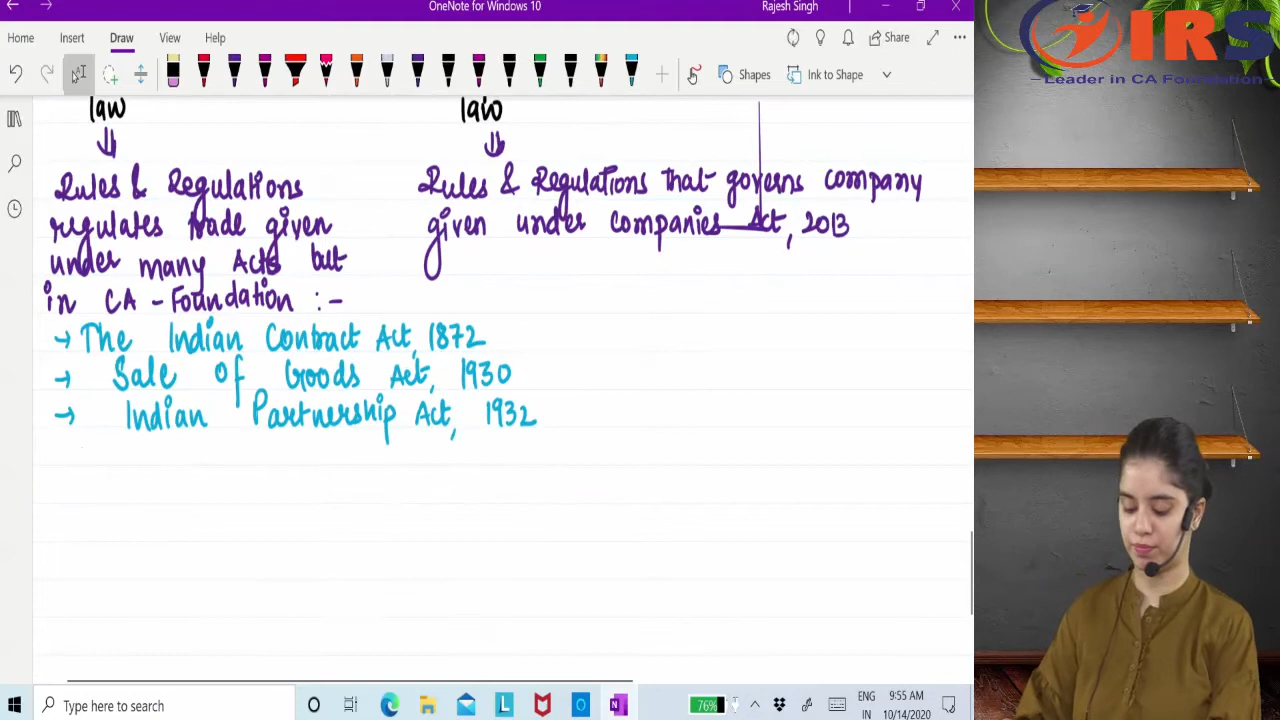 OneNote for Windows 10
Rajesh Singh
Home Insert Draw View Help
Share
Shapes
Ink to Shape
IRS
-Leader in CA Foundation-
law
law
Rules & Regulations
regulates trade given
under many Acts but
in CA - Foundation :-
Rules & Regulations that governs company
given under companies Act, 2013
→ The Indian Contract Act, 1872
→ Sale Of Goods Act, 1930
→ Indian Partnership Act, 1932
Type here to search
76%
ENG
IN
9:55 AM
10/14/2020